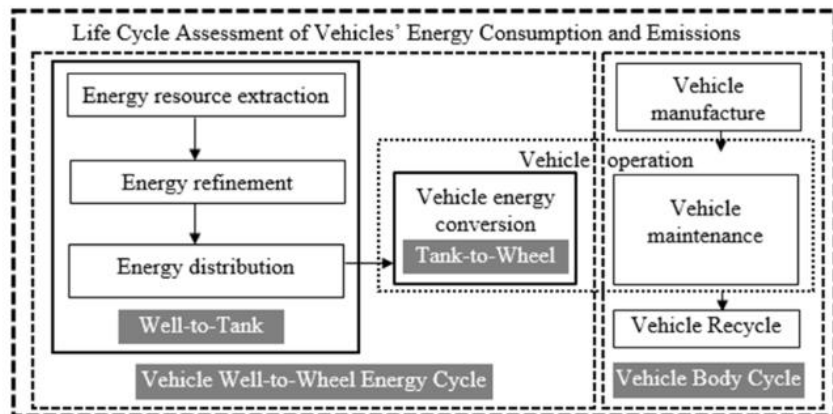 Life Cycle Assessment of Vehicles' Energy Consumption and Emissions
Energy resource extraction
Energy refinement
Energy distribution
Well-to-Tank
Vehicle operation
Vehicle energy
conversion
Tank-to-Wheel
Vehicle Well-to-Wheel Energy Cycle
Vehicle
manufacture
Vehicle
maintenance
Vehicle Recycle
Vehicle Body Cycle